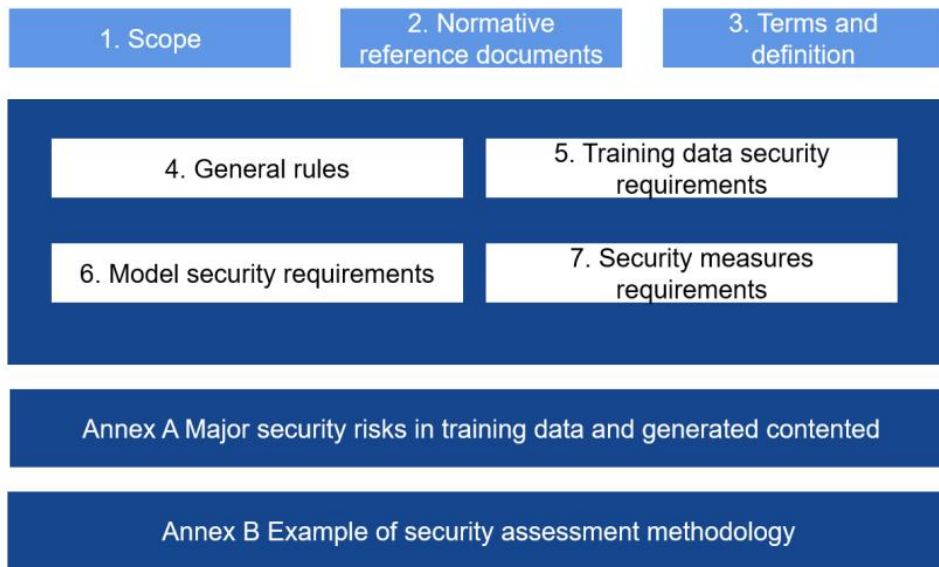 1. Scope
2. Normative
reference documents
3. Terms and
definition
4. General rules
5. Training data security
requirements
6. Model security requirements
7. Security measures
requirements
Annex A Major security risks in training data and generated contented
Annex B Example of security assessment methodology